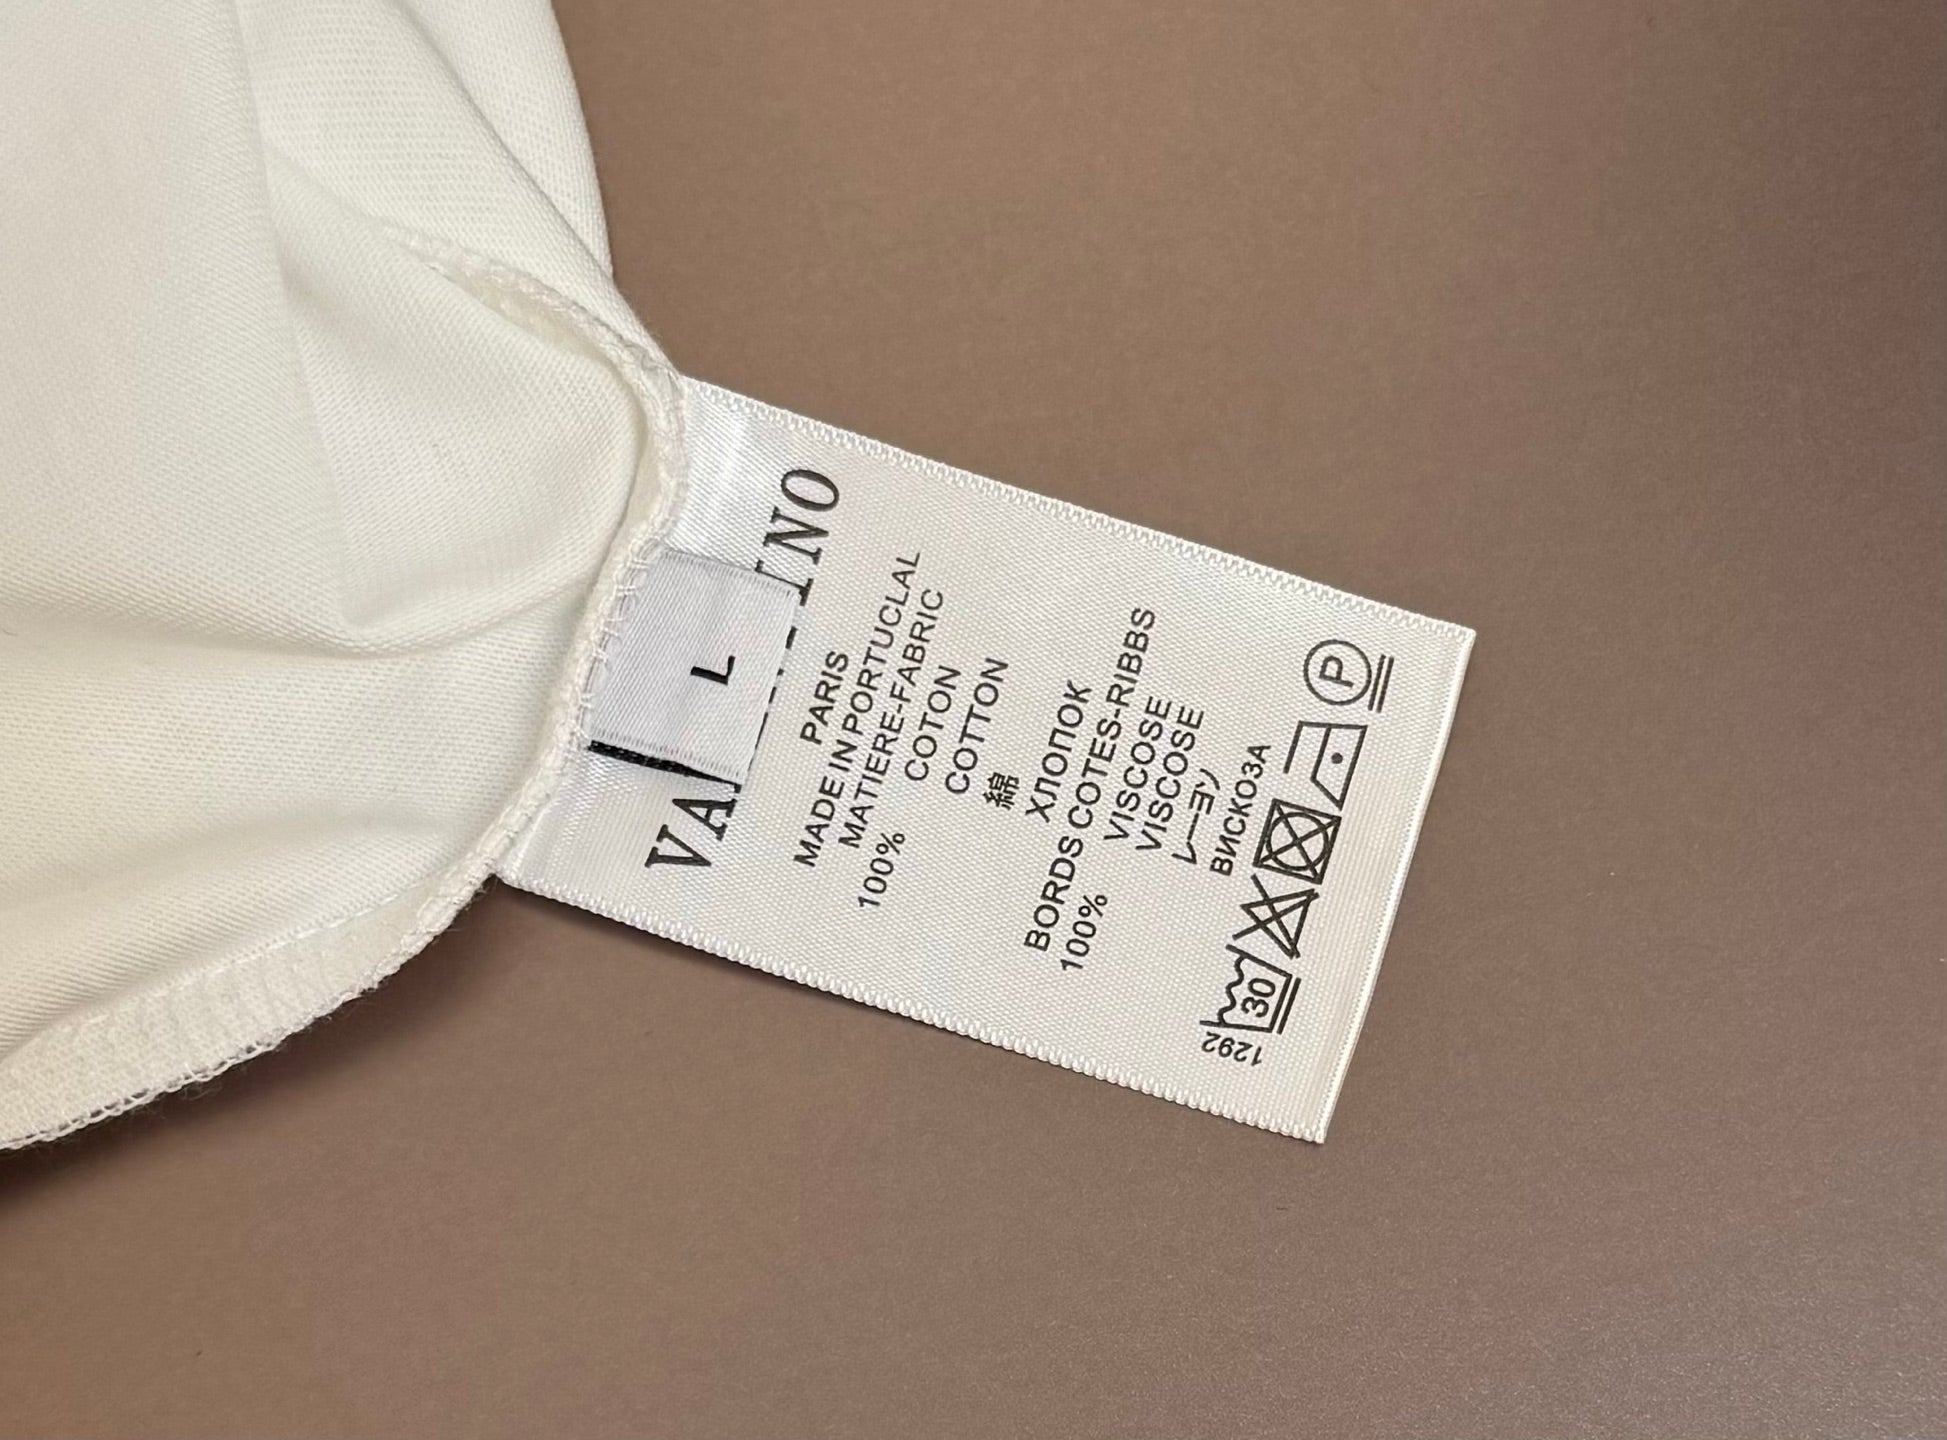 VA INO
L
PARIS
MADE IN PORTUCLAL
MATIERE-FABRIC
100% COTON
COTTON
綿
ХЛОПОК
BORDS COTES-RIBBS
100% VISCOSE
VISCOSE
レーヨン
ВИСКОЗА
30 P
1292